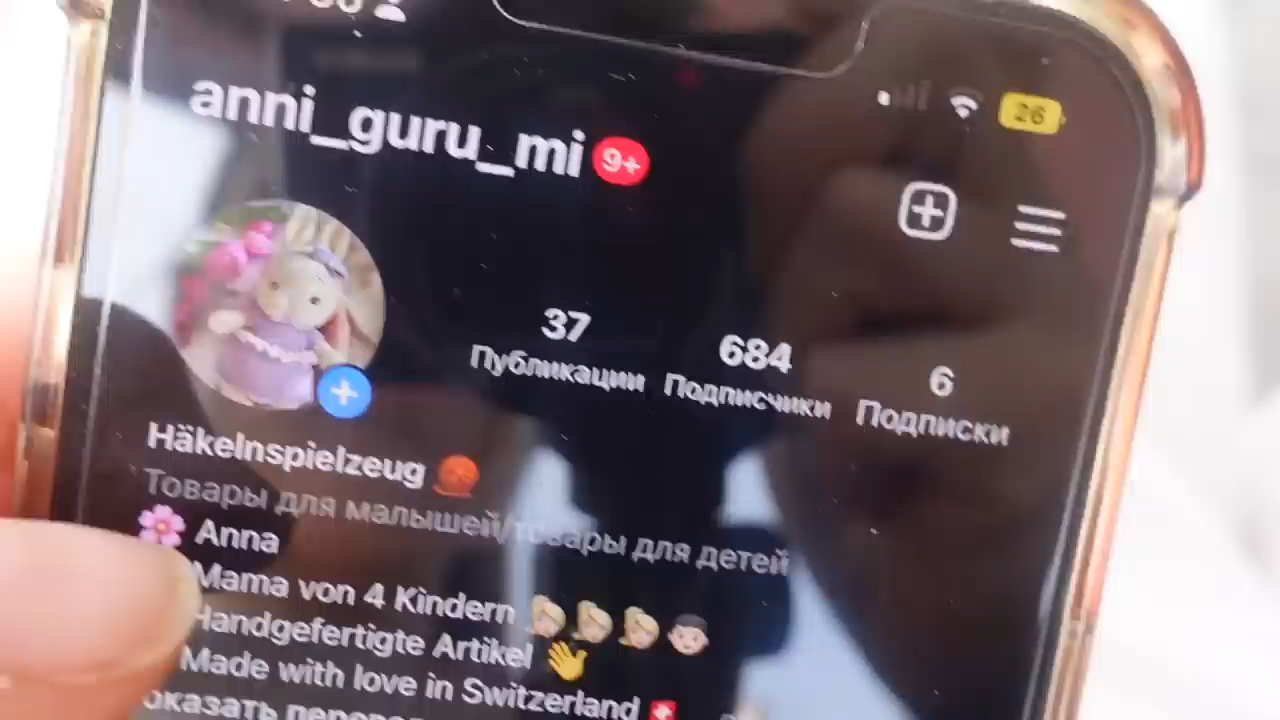 anni_guru_mi 9+
26
37 684 6
Публикации Подписчики Подписки
Häkelnspielzeug 🧶
Товары для малышей/товары для детей
🌸 Anna
Mama von 4 Kindern 👧🏼👧🏼👧🏼👦🏻
Handgefertigte Artikel 👋
Made with love in Switzerland 🇨🇭